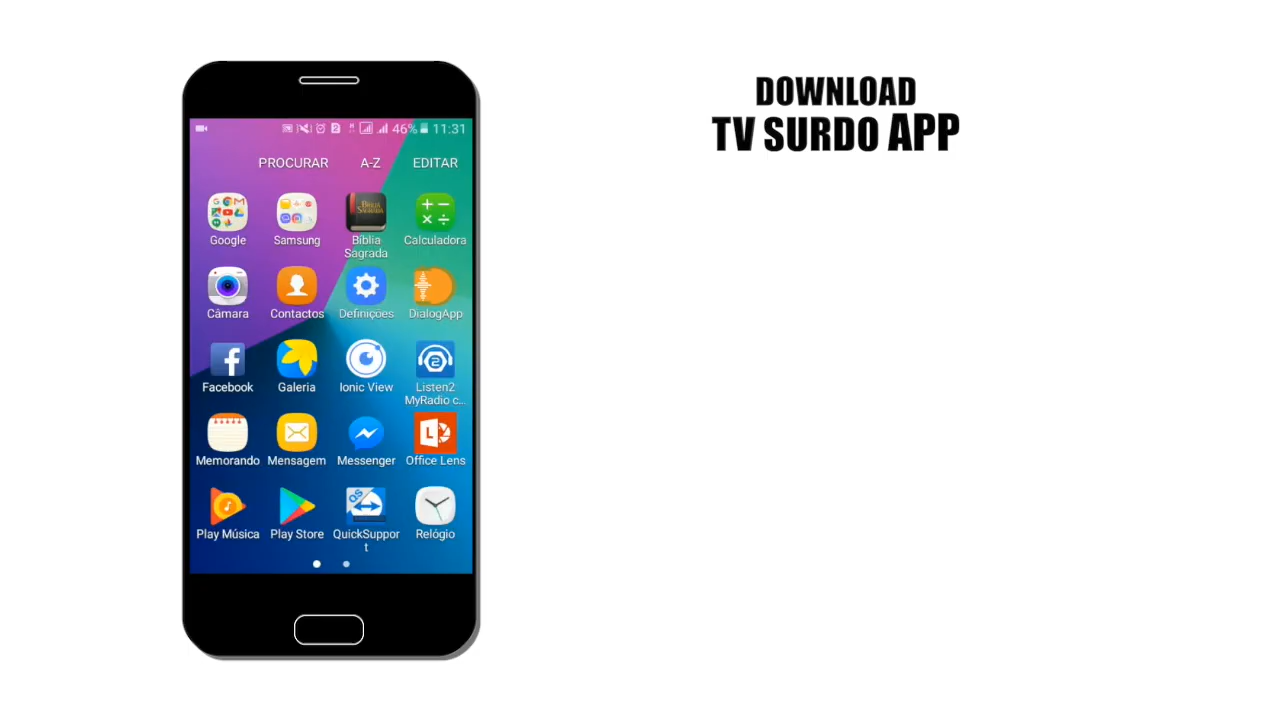 46% 11:31
PROCURAR A-Z EDITAR
Google Samsung Bíblia Sagrada Calculadora
Câmara Contactos Definições DialogApp
Facebook Galeria Ionic View Listen2 MyRadio c...
Memorando Mensagem Messenger Office Lens
Play Música Play Store QuickSupport Relógio
DOWNLOAD
TV SURDO APP